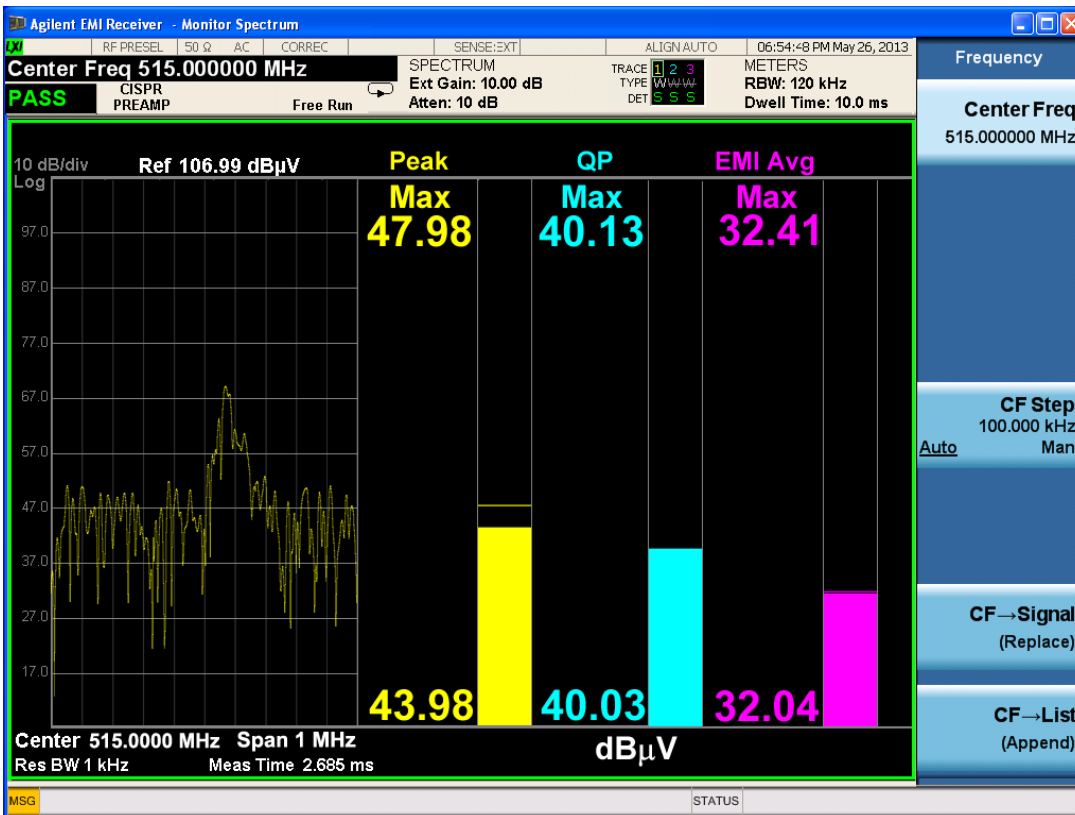 Agilent EMI Receiver - Monitor Spectrum
LXI RF PRESEL 50 Ω AC CORREC SENSE:EXT ALIGN AUTO 06:54:48 PM May 26, 2013
Center Freq 515.000000 MHz
PASS
CISPR
PREAMP
Free Run
SPECTRUM
Ext Gain: 10.00 dB
Atten: 10 dB
TRACE 1 2 3
TYPE W W W
DET S S S
METERS
RBW: 120 kHz
Dwell Time: 10.0 ms
10 dB/div Ref 106.99 dBµV
Log
97.0
87.0
77.0
67.0
57.0
47.0
37.0
27.0
17.0
Peak
Max
47.98
43.98
QP
Max
40.13
40.03
EMI Avg
Max
32.41
32.04
Center 515.0000 MHz Span 1 MHz
Res BW 1 kHz Meas Time 2.685 ms
dBµV
Frequency
Center Freq
515.000000 MHz
CF Step
100.000 kHz
Auto Man
CF→Signal
(Replace)
CF→List
(Append)
MSG STATUS